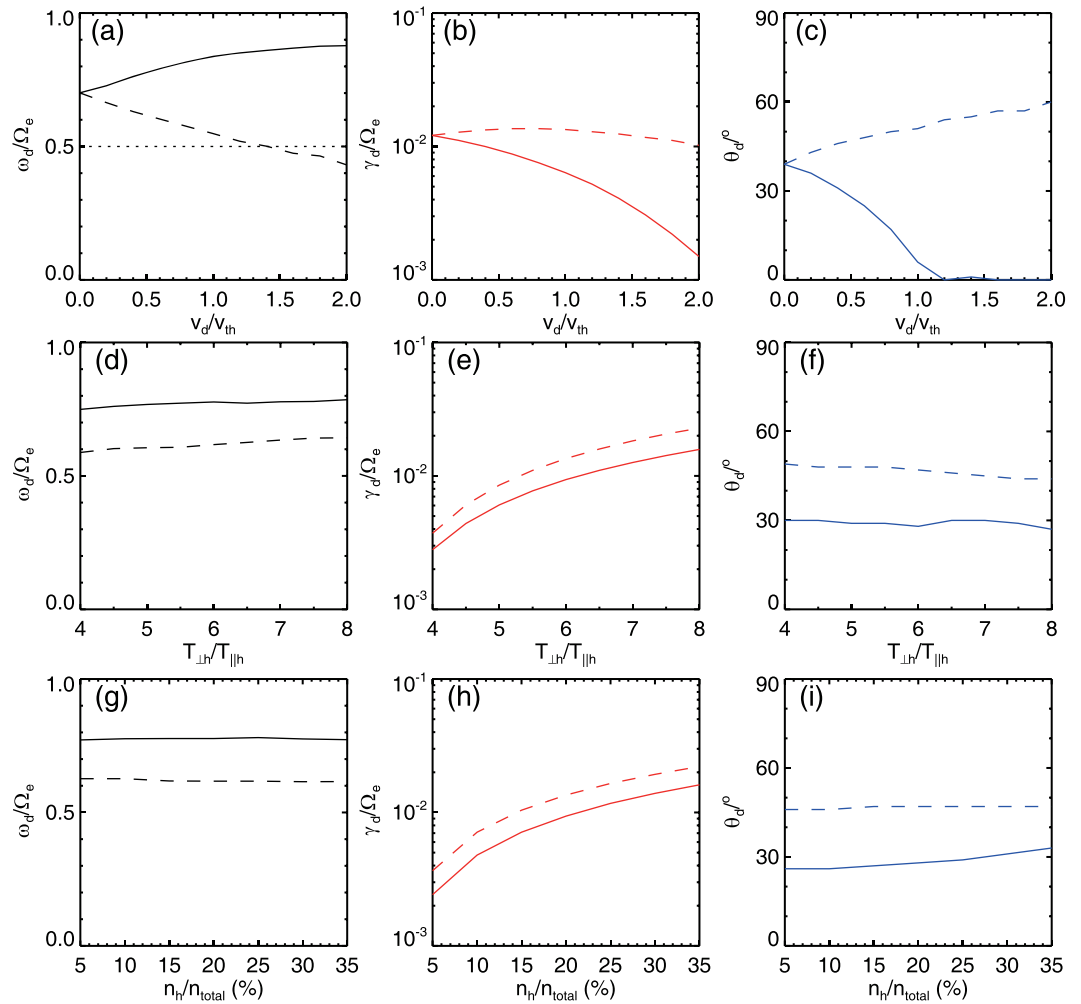 (a)
1.0
0.5
0.0
ω_d/Ω_e
0.0 0.5 1.0 1.5 2.0
v_d/v_th
(b)
10^-1
10^-2
10^-3
γ_d/Ω_e
0.0 0.5 1.0 1.5 2.0
v_d/v_th
(c)
90
60
30
0
θ_d/°
0.0 0.5 1.0 1.5 2.0
v_d/v_th
(d)
1.0
0.5
0.0
ω_d/Ω_e
4 5 6 7 8
T_⊥h/T_||h
(e)
10^-1
10^-2
10^-3
γ_d/Ω_e
4 5 6 7 8
T_⊥h/T_||h
(f)
90
60
30
0
θ_d/°
4 5 6 7 8
T_⊥h/T_||h
(g)
1.0
0.5
0.0
ω_d/Ω_e
5 10 15 20 25 30 35
n_h/n_total (%)
(h)
10^-1
10^-2
10^-3
γ_d/Ω_e
5 10 15 20 25 30 35
n_h/n_total (%)
(i)
90
60
30
0
θ_d/°
5 10 15 20 25 30 35
n_h/n_total (%)